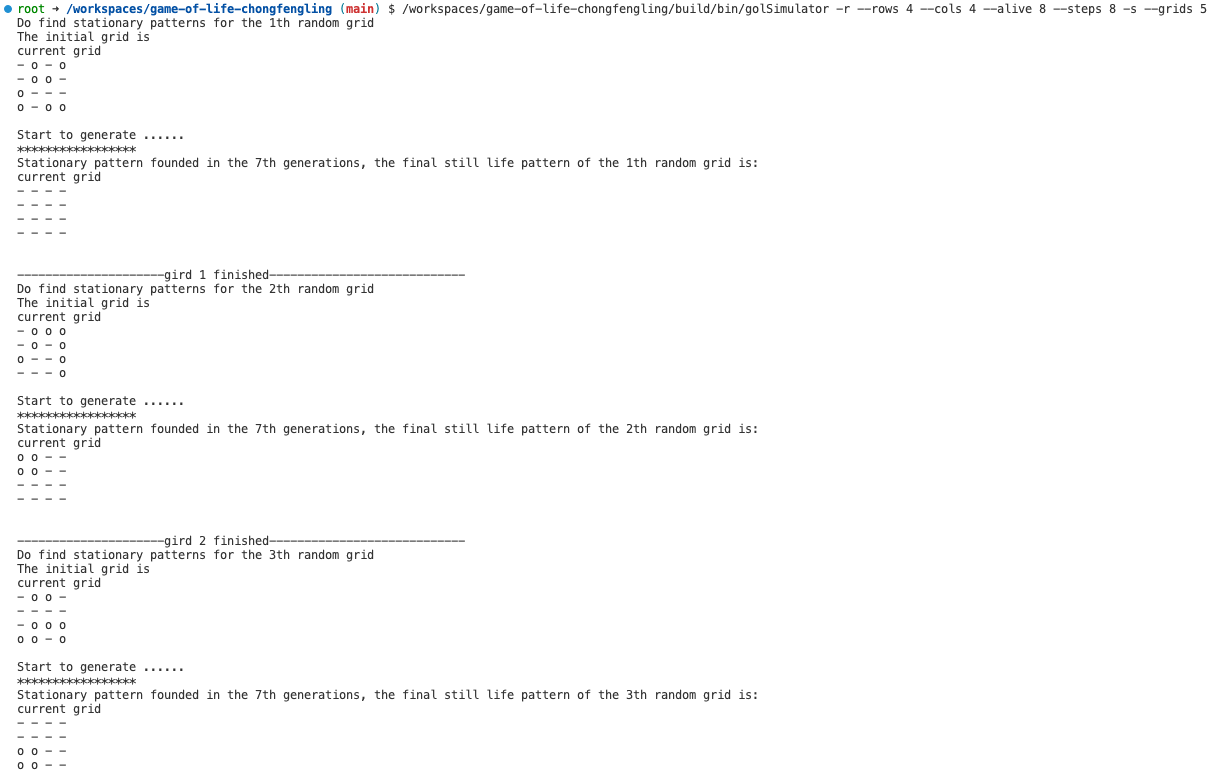 root → /workspaces/game-of-life-chongfengling (main) $ /workspaces/game-of-life-chongfengling/build/bin/golSimulator -r --rows 4 --cols 4 --alive 8 --steps 8 -s --grids 5
Do find stationary patterns for the 1th random grid
The initial grid is
current grid
- o - o
- o o -
o - - -
o - o o
Start to generate ......
*****************
Stationary pattern founded in the 7th generations, the final still life pattern of the 1th random grid is:
current grid
- - - -
- - - -
- - - -
- - - -
---------------------gird 1 finished----------------------------
Do find stationary patterns for the 2th random grid
The initial grid is
current grid
- o o o
- o - o
o - - o
- - - o
Start to generate ......
*****************
Stationary pattern founded in the 7th generations, the final still life pattern of the 2th random grid is:
current grid
o o - -
o o - -
- - - -
- - - -
---------------------gird 2 finished----------------------------
Do find stationary patterns for the 3th random grid
The initial grid is
current grid
- o o -
- - - -
- o o o
o o - o
Start to generate ......
*****************
Stationary pattern founded in the 7th generations, the final still life pattern of the 3th random grid is:
current grid
- - - -
- - - -
o o - -
o o - -